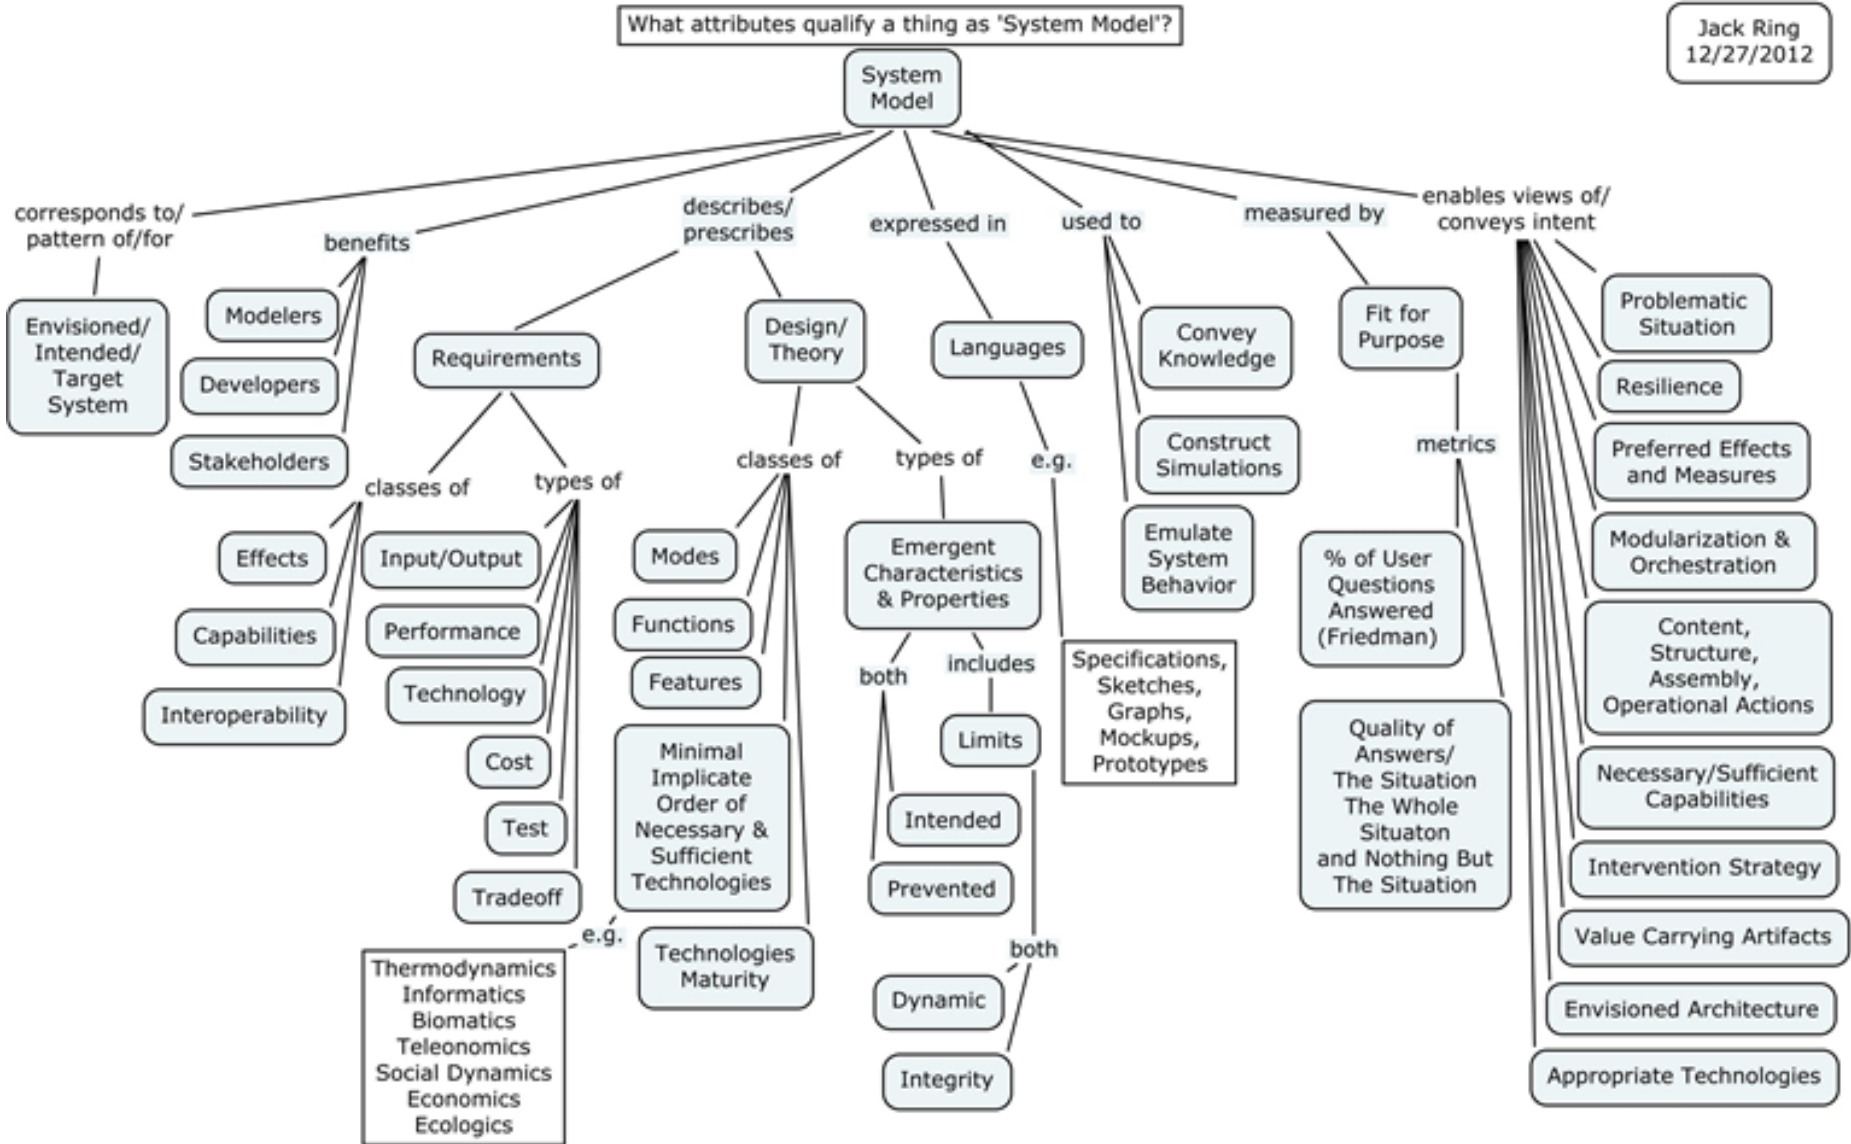 What attributes qualify a thing as 'System Model'?
Jack Ring
12/27/2012
System
Model
corresponds to/
pattern of/for
benefits
describes/
prescribes
expressed in
used to
measured by
enables views of/
conveys intent
Envisioned/
Intended/
Target
System
Modelers
Developers
Stakeholders
Requirements
classes of
Effects
Capabilities
Interoperability
types of
Input/Output
Performance
Technology
Cost
Test
Tradeoff
Design/
Theory
classes of
Modes
Functions
Features
Minimal
Implicate
Order of
Necessary &
Sufficient
Technologies
e.g.
Thermodynamics
Informatics
Biomatics
Teleonomics
Social Dynamics
Economics
Ecologics
Technologies
Maturity
types of
Emergent
Characteristics
& Properties
both
Intended
Prevented
includes
Limits
both
Dynamic
Integrity
Languages
e.g.
Specifications,
Sketches,
Graphs,
Mockups,
Prototypes
Convey
Knowledge
Construct
Simulations
Emulate
System
Behavior
Fit for
Purpose
metrics
% of User
Questions
Answered
(Friedman)
Quality of
Answers/
The Situation
The Whole
Situaton
and Nothing But
The Situation
Problematic
Situation
Resilience
Preferred Effects
and Measures
Modularization &
Orchestration
Content,
Structure,
Assembly,
Operational Actions
Necessary/Sufficient
Capabilities
Intervention Strategy
Value Carrying Artifacts
Envisioned Architecture
Appropriate Technologies